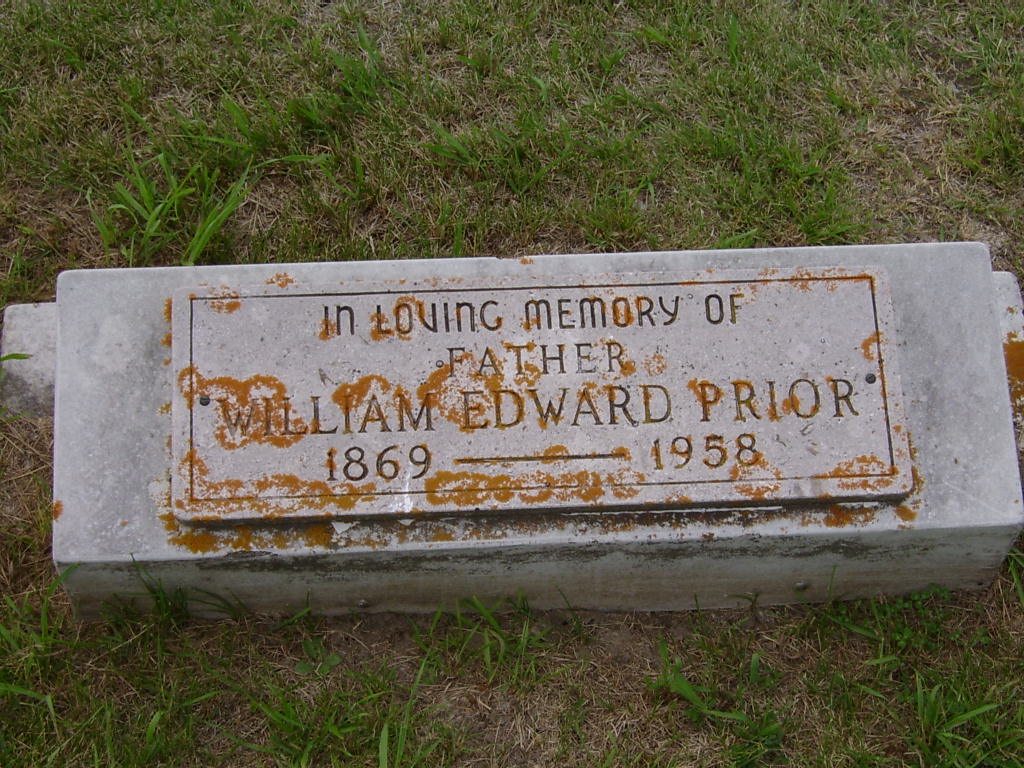 In LOVING MEMORY OF
FATHER
WILLIAM EDWARD PRIOR
1869 — 1958